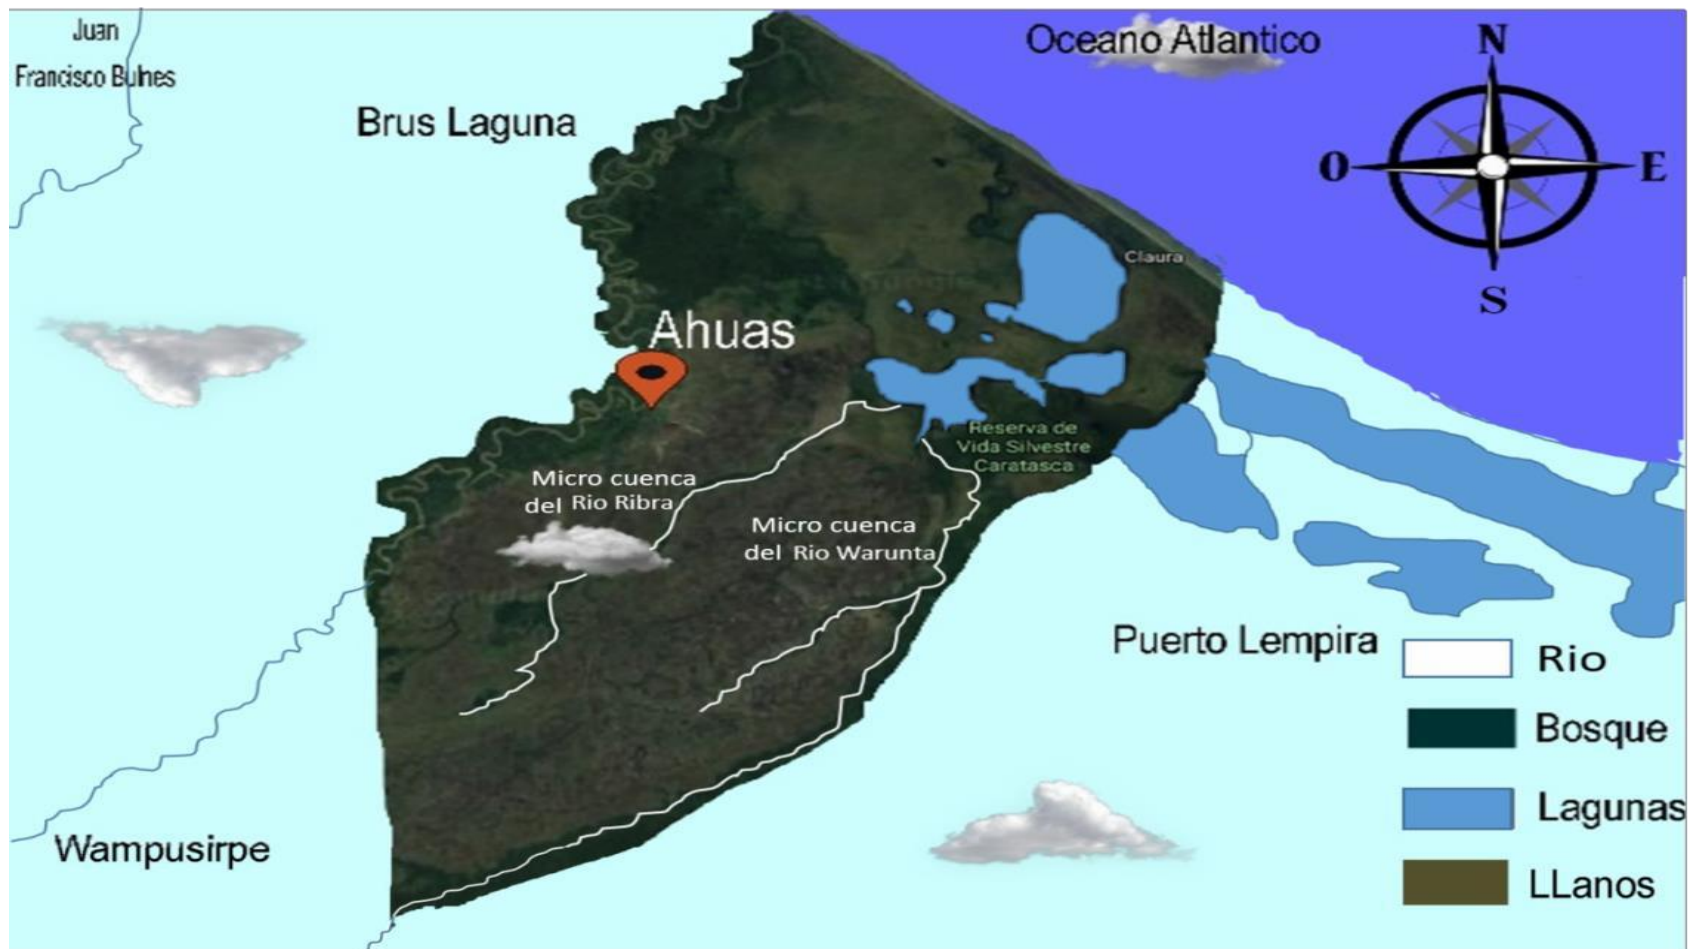 Juan
Francisco Bulnes
Brus Laguna
Oceano Atlantico
N
O
E
S
Claura
Ahuas
Reserva de
Vida Silvestre
Caratasca
Micro cuenca
del Rio Ribra
Micro cuenca
del Rio Warunta
Puerto Lempira
Wampusirpe
Rio
Bosque
Lagunas
LLanos